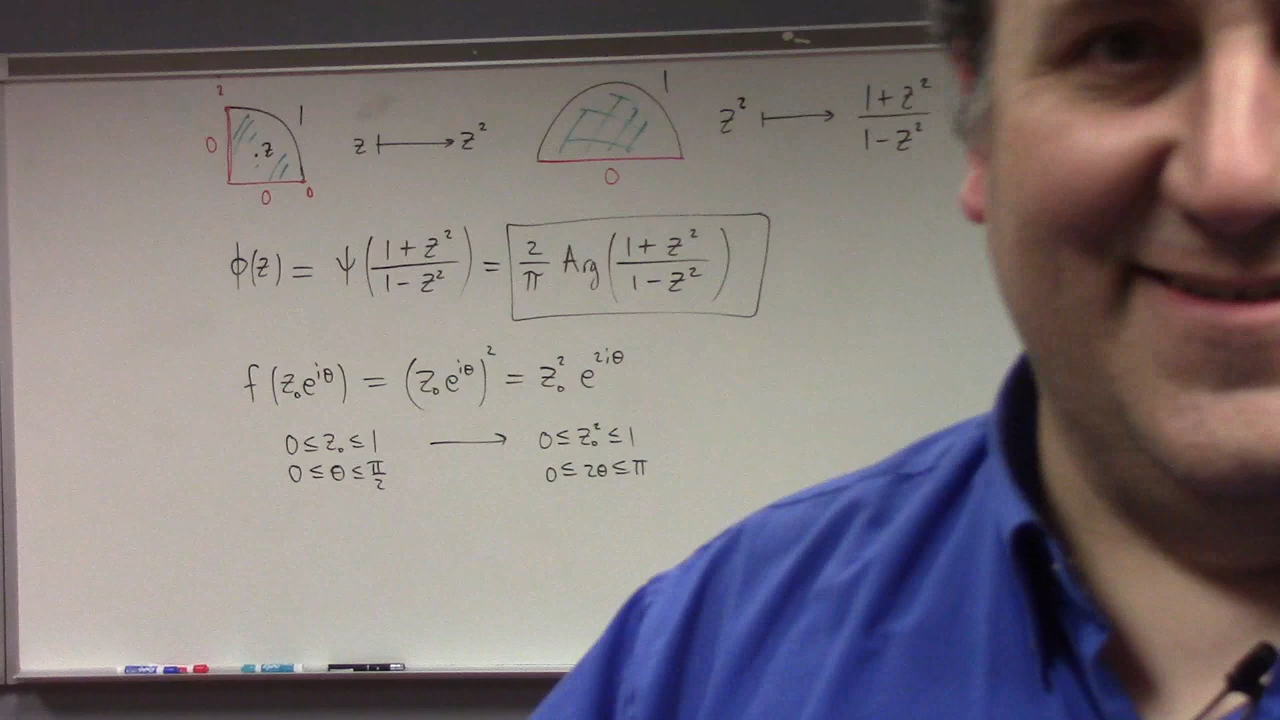 2 1 1
0 · z z ⟼ z² z² ⟼ (1 + z²)/(1 - z²)
0 0 0
ϕ(z) = ψ((1 + z²)/(1 - z²)) = 2/π Arg((1 + z²)/(1 - z²))
f(z₀e^{iθ}) = (z₀e^{iθ})² = z₀² e^{2iθ}
0 ≤ z₀ ≤ 1 ⟶ 0 ≤ z₀² ≤ 1
0 ≤ θ ≤ π/2 0 ≤ 2θ ≤ π